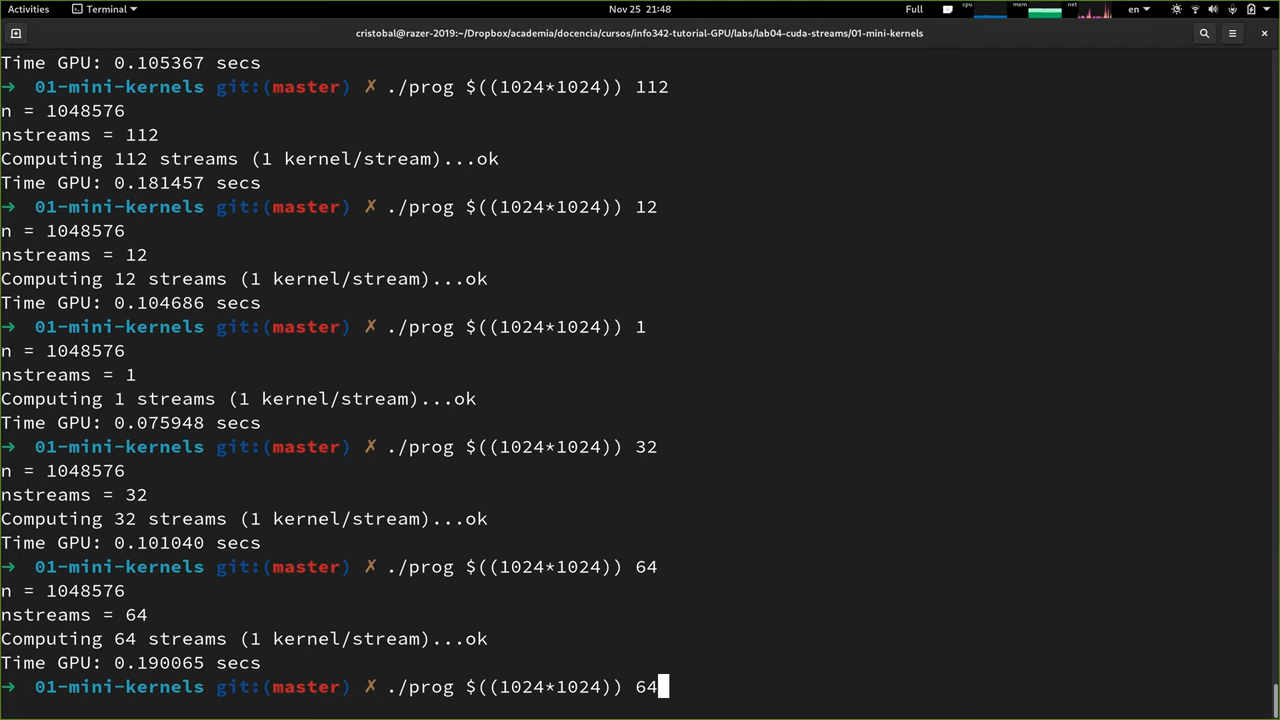 Activities Terminal Nov 25 21:48 Full cpu mem net en
cristobal@razer-2019:~/Dropbox/academia/docencia/cursos/info342-tutorial-GPU/labs/lab04-cuda-streams/01-mini-kernels
Time GPU: 0.105367 secs
→ 01-mini-kernels git:(master) ✗ ./prog $((1024*1024)) 112
n = 1048576
nstreams = 112
Computing 112 streams (1 kernel/stream)...ok
Time GPU: 0.181457 secs
→ 01-mini-kernels git:(master) ✗ ./prog $((1024*1024)) 12
n = 1048576
nstreams = 12
Computing 12 streams (1 kernel/stream)...ok
Time GPU: 0.104686 secs
→ 01-mini-kernels git:(master) ✗ ./prog $((1024*1024)) 1
n = 1048576
nstreams = 1
Computing 1 streams (1 kernel/stream)...ok
Time GPU: 0.075948 secs
→ 01-mini-kernels git:(master) ✗ ./prog $((1024*1024)) 32
n = 1048576
nstreams = 32
Computing 32 streams (1 kernel/stream)...ok
Time GPU: 0.101040 secs
→ 01-mini-kernels git:(master) ✗ ./prog $((1024*1024)) 64
n = 1048576
nstreams = 64
Computing 64 streams (1 kernel/stream)...ok
Time GPU: 0.190065 secs
→ 01-mini-kernels git:(master) ✗ ./prog $((1024*1024)) 64